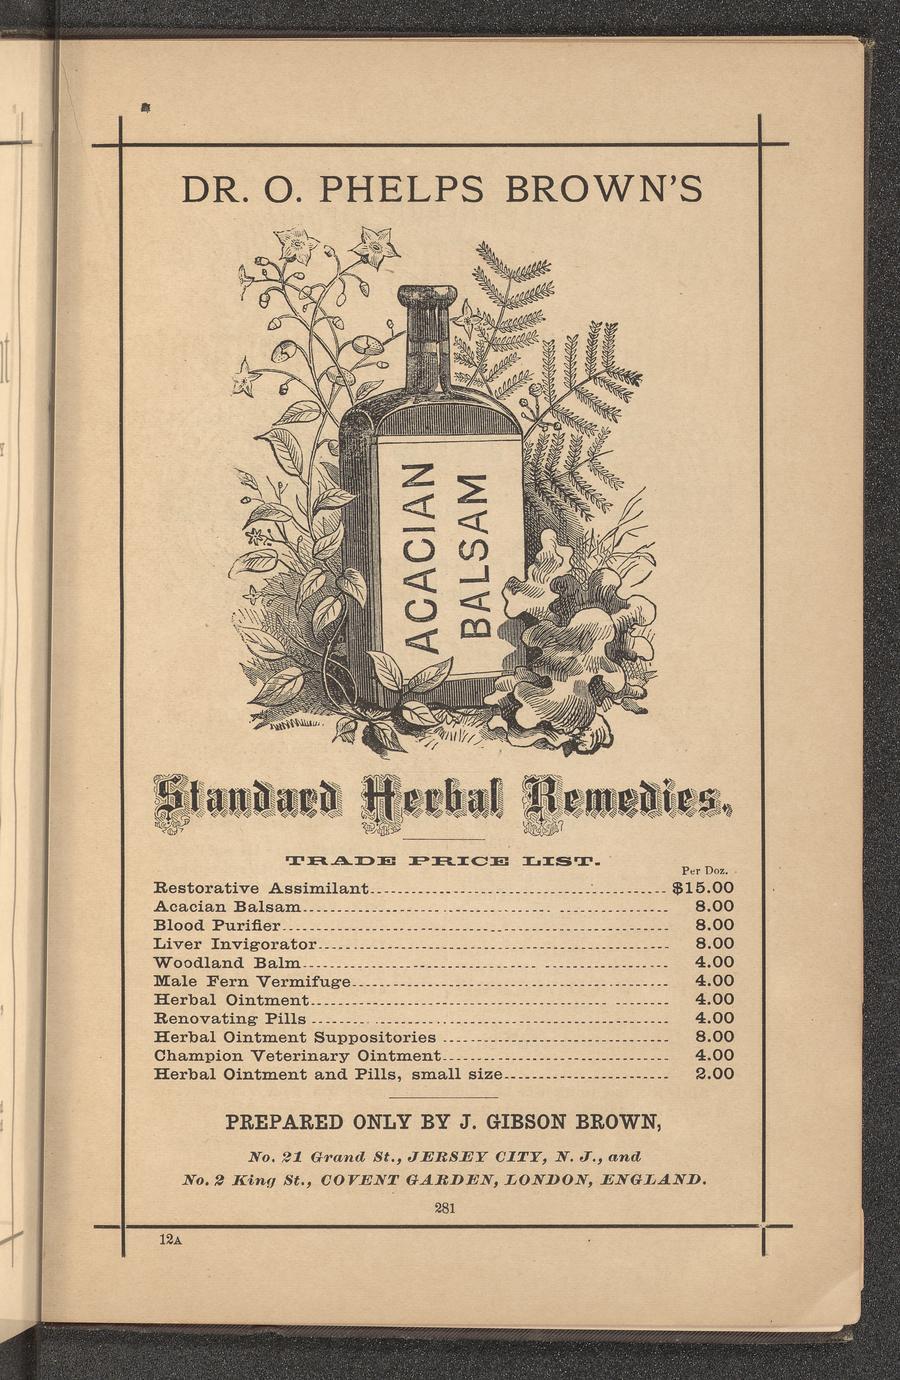 DR. O. PHELPS BROWN'S
ACACIAN
BALSAM
Standard Herbal Remedies.
TRADE PRICE LIST.
Per Doz.
Restorative Assimilant $15.00
Acacian Balsam 8.00
Blood Purifier 8.00
Liver Invigorator 8.00
Woodland Balm 4.00
Male Fern Vermifuge 4.00
Herbal Ointment 4.00
Renovating Pills 4.00
Herbal Ointment Suppositories 8.00
Champion Veterinary Ointment 4.00
Herbal Ointment and Pills, small size 2.00
PREPARED ONLY BY J. GIBSON BROWN,
No. 21 Grand St., JERSEY CITY, N. J., and
No. 2 King St., COVENT GARDEN, LONDON, ENGLAND.
281
12A